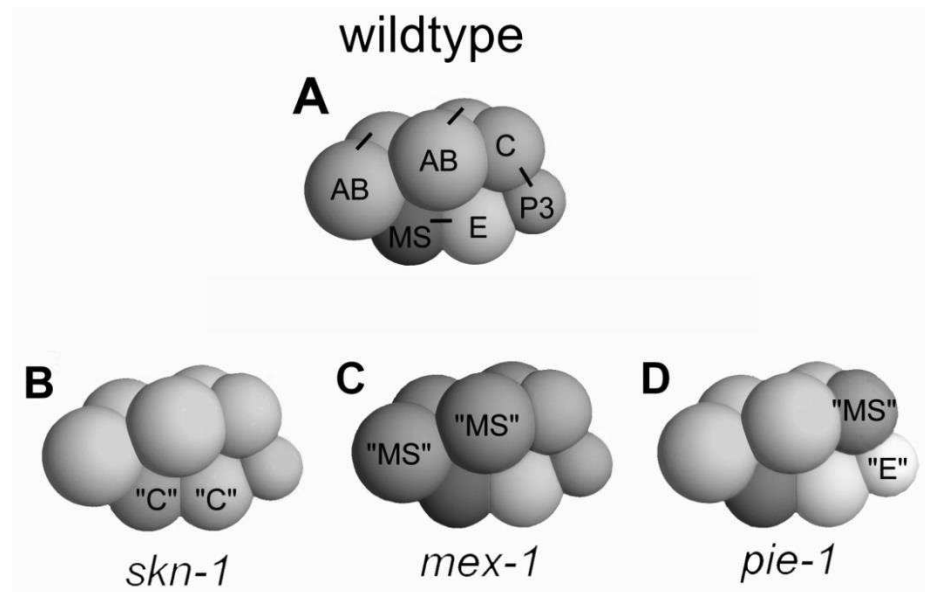 wildtype
A
AB
AB
C
P3
MS
E
B
"C" "C"
skn-1
C
"MS"
"MS"
mex-1
D
"MS"
"E"
pie-1